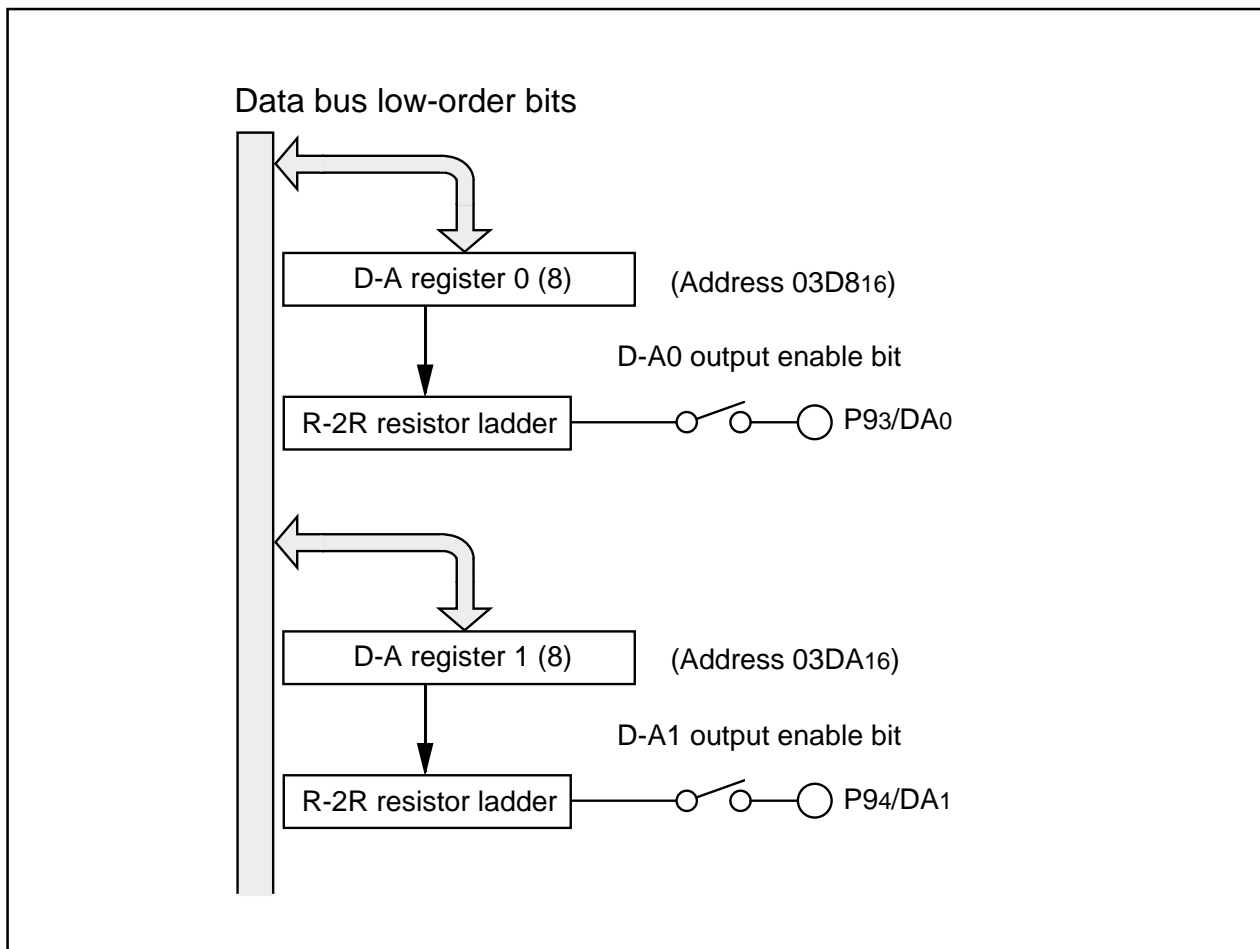 Data bus low-order bits
D-A register 0 (8)
(Address 03D816)
D-A0 output enable bit
R-2R resistor ladder
P93/DA0
D-A register 1 (8)
(Address 03DA16)
D-A1 output enable bit
R-2R resistor ladder
P94/DA1